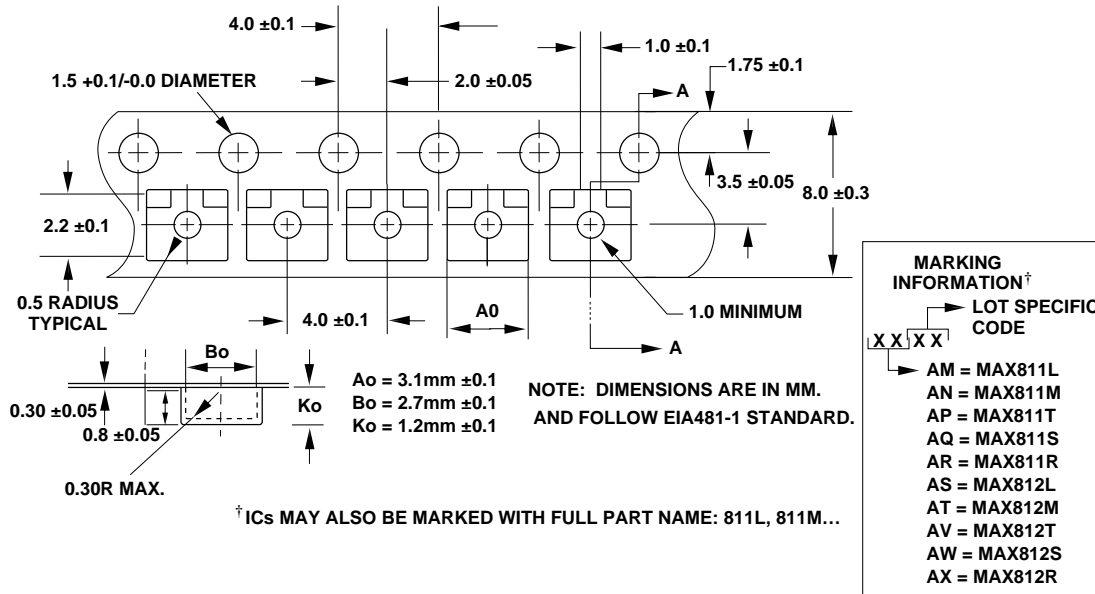 4.0 ±0.1
1.0 ±0.1
1.5 +0.1/-0.0 DIAMETER
2.0 ±0.05
1.75 ±0.1
A
3.5 ±0.05
8.0 ±0.3
2.2 ±0.1
0.5 RADIUS
TYPICAL
4.0 ±0.1
A0
1.0 MINIMUM
A
Bo
Ko
0.30 ±0.05
0.8 ±0.05
0.30R MAX.
Ao = 3.1mm ±0.1
Bo = 2.7mm ±0.1
Ko = 1.2mm ±0.1
NOTE: DIMENSIONS ARE IN MM.
AND FOLLOW EIA481-1 STANDARD.
†ICs MAY ALSO BE MARKED WITH FULL PART NAME: 811L, 811M…
MARKING
INFORMATION†
LOT SPECIFIC
CODE
X X X X
AM = MAX811L
AN = MAX811M
AP = MAX811T
AQ = MAX811S
AR = MAX811R
AS = MAX812L
AT = MAX812M
AV = MAX812T
AW = MAX812S
AX = MAX812R